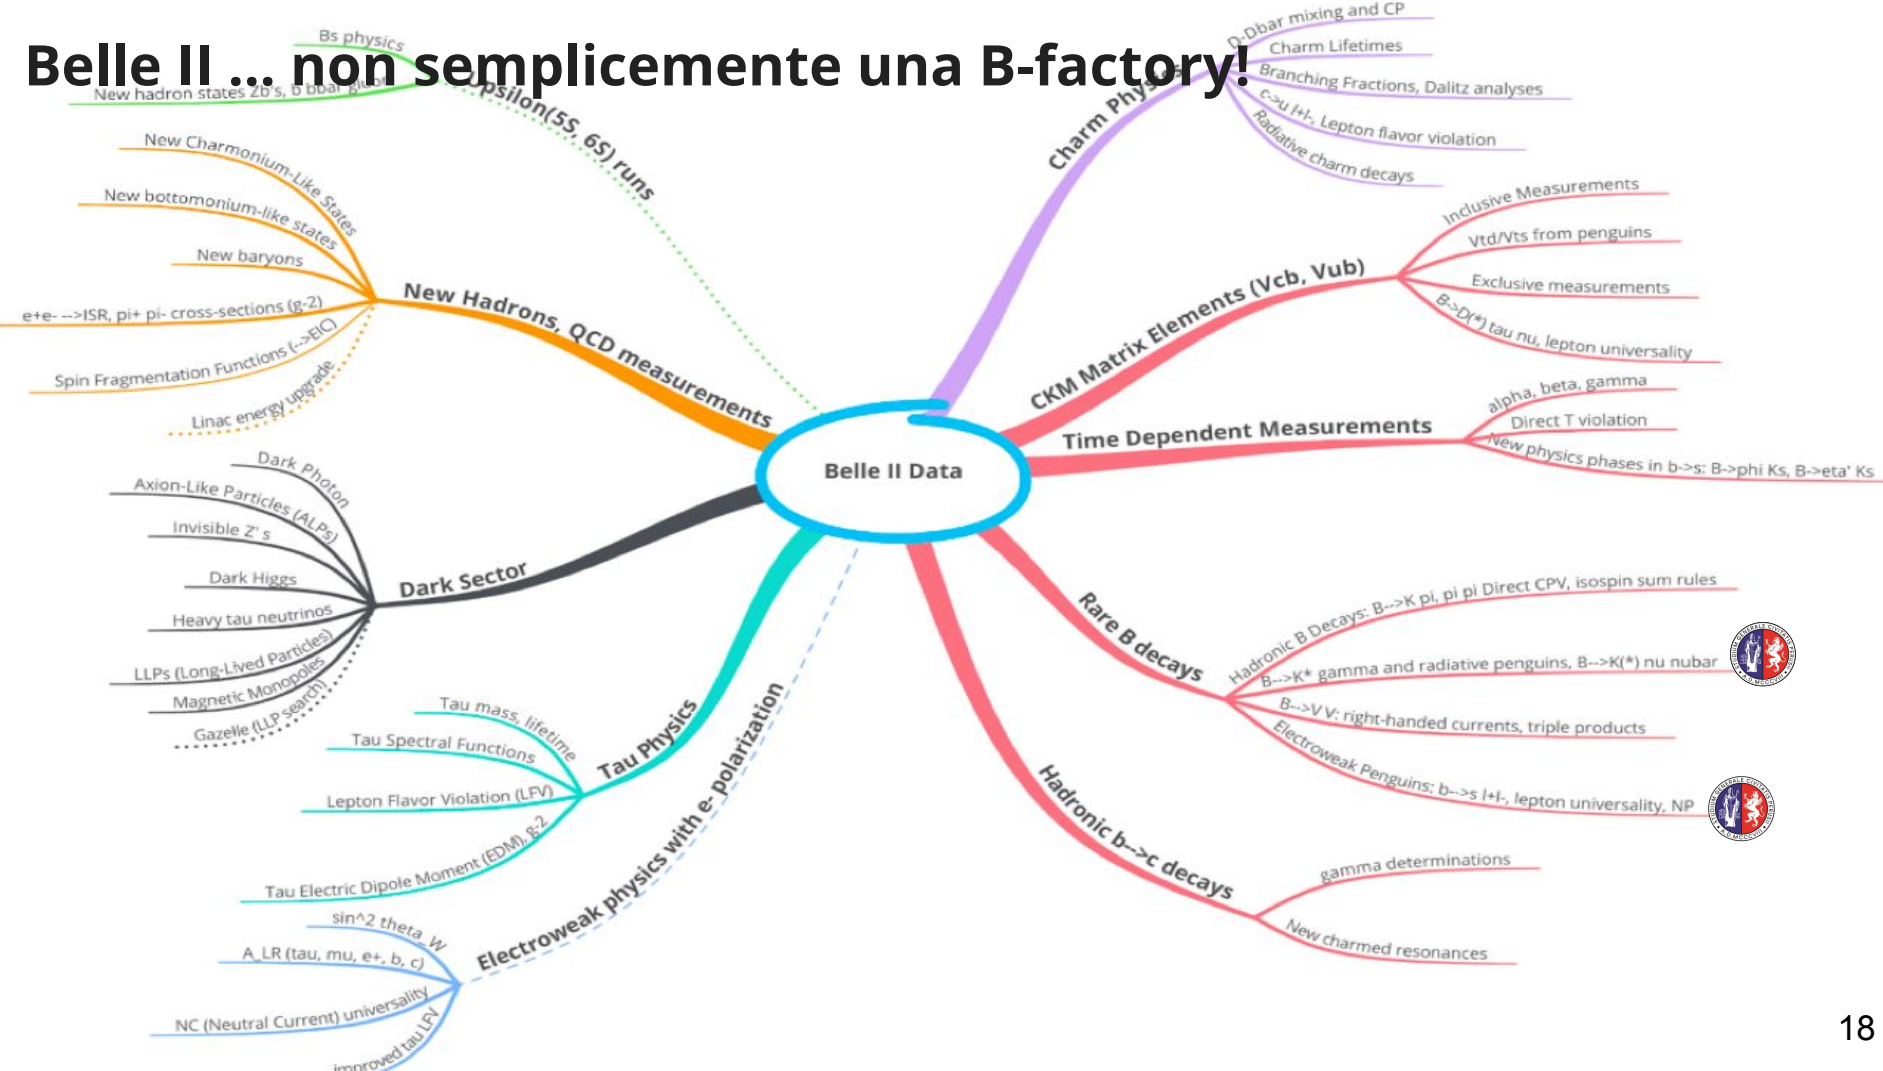 Belle II ... non semplicemente una B-factory!
Bs physics
New hadron states Zb's, b bbar gluon
Upsilon(5S, 6S) runs
New Charmonium-Like States
New bottomonium-like states
New baryons
e+e- -->ISR, pi+ pi- cross-sections (g-2)
Spin Fragmentation Functions (-->EIC)
Linac energy upgrade
New Hadrons, QCD measurements
Dark Photon
Axion-Like Particles (ALPs)
Invisible Z' s
Dark Higgs
Heavy tau neutrinos
LLPs (Long-Lived Particles)
Magnetic Monopoles
Gazelle (LLP search)
Dark Sector
Tau mass, lifetime
Tau Spectral Functions
Lepton Flavor Violation (LFV)
Tau Electric Dipole Moment (EDM), g-2
Tau Physics
sin^2 theta_W
A_LR (tau, mu, e+, b, c)
NC (Neutral Current) universality
improved tau LFV
Electroweak physics with e- polarization
Belle II Data
Charm Physics
D-Dbar mixing and CP
Charm Lifetimes
Branching Fractions, Dalitz analyses
c->u l+l-, Lepton flavor violation
Radiative charm decays
CKM Matrix Elements (Vcb, Vub)
Inclusive Measurements
Vtd/Vts from penguins
Exclusive measurements
B->D(*) tau nu, lepton universality
Time Dependent Measurements
alpha, beta, gamma
Direct T violation
New physics phases in b->s: B->phi Ks, B->eta' Ks
Rare B decays
Hadronic B Decays: B-->K pi, pi pi Direct CPV, isospin sum rules
B-->K* gamma and radiative penguins, B-->K(*) nu nubar
B-->V V: right-handed currents, triple products
Electroweak Penguins: b-->s l+l-, lepton universality, NP
Hadronic b-->c decays
gamma determinations
New charmed resonances
18